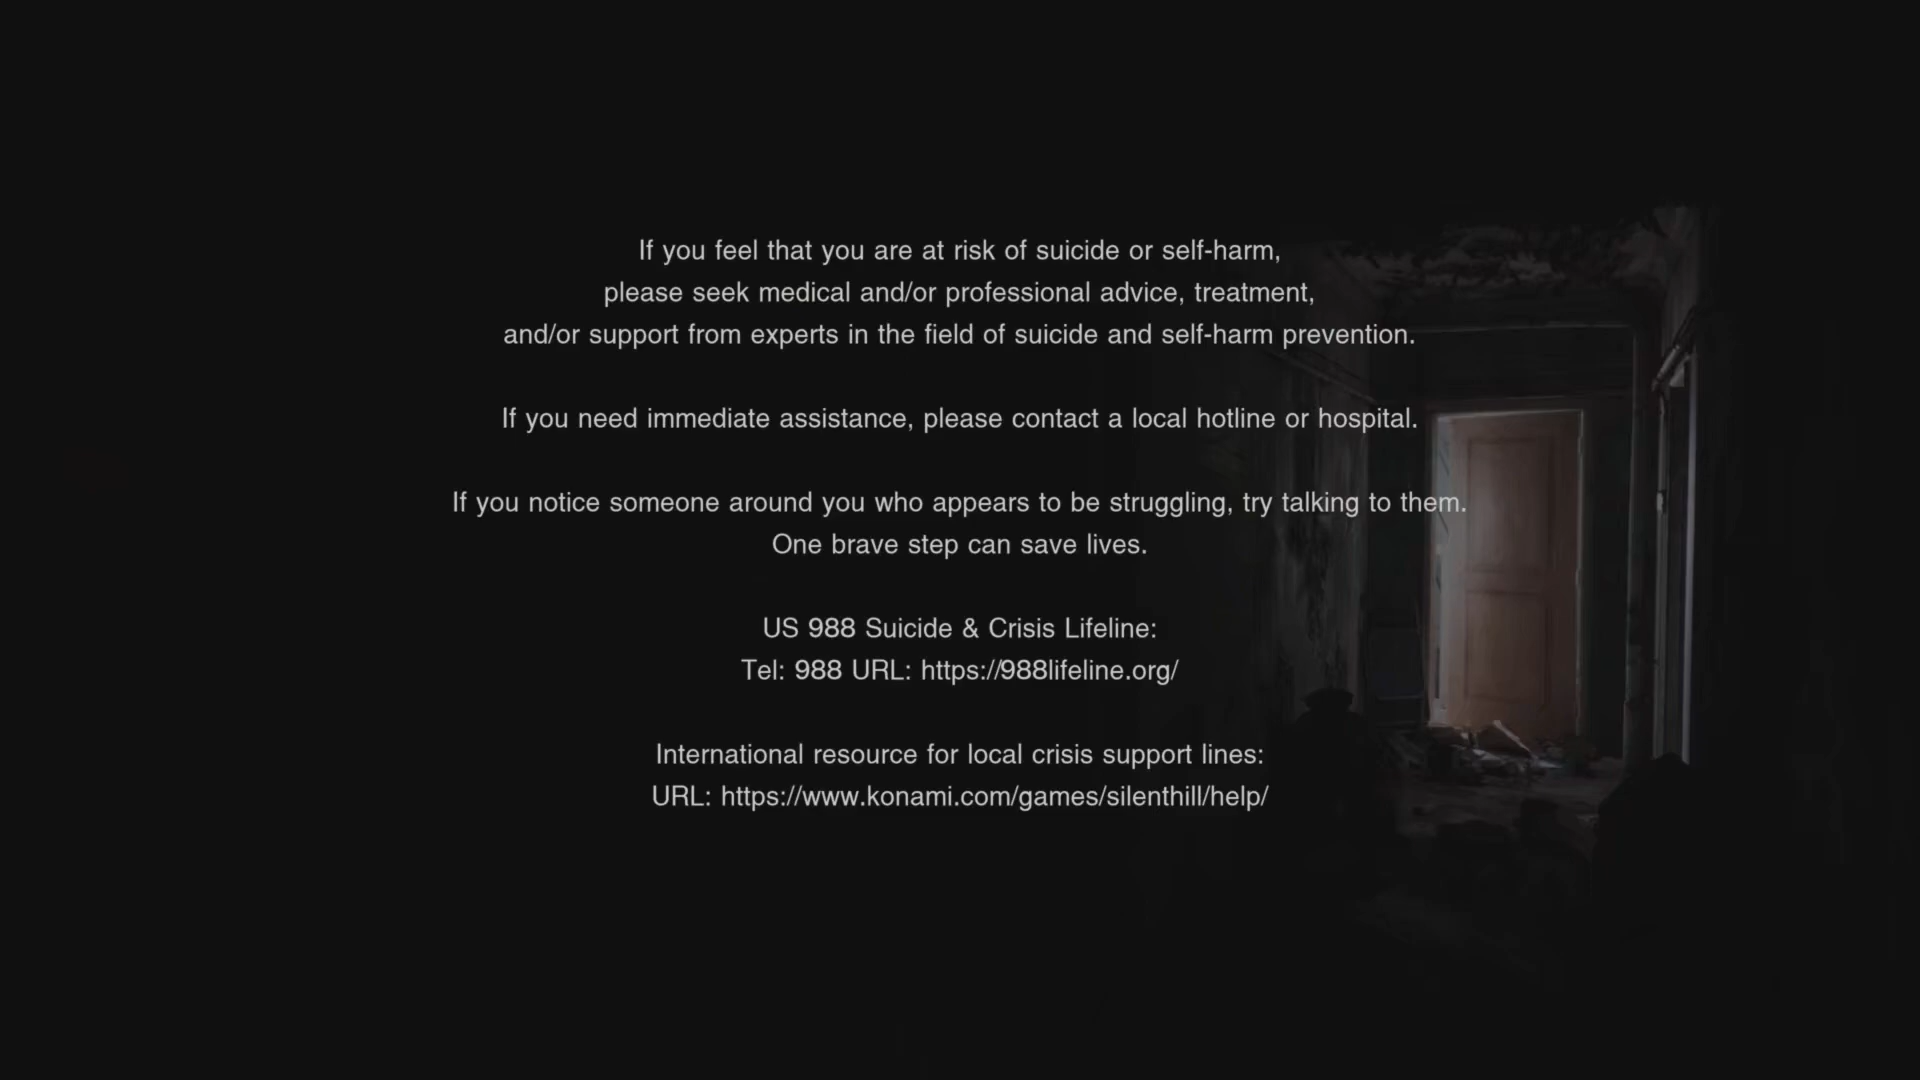 If you feel that you are at risk of suicide or self-harm,
please seek medical and/or professional advice, treatment,
and/or support from experts in the field of suicide and self-harm prevention.
If you need immediate assistance, please contact a local hotline or hospital.
If you notice someone around you who appears to be struggling, try talking to them.
One brave step can save lives.
US 988 Suicide & Crisis Lifeline:
Tel: 988 URL: https://988lifeline.org/
International resource for local crisis support lines:
URL: https://www.konami.com/games/silenthill/help/